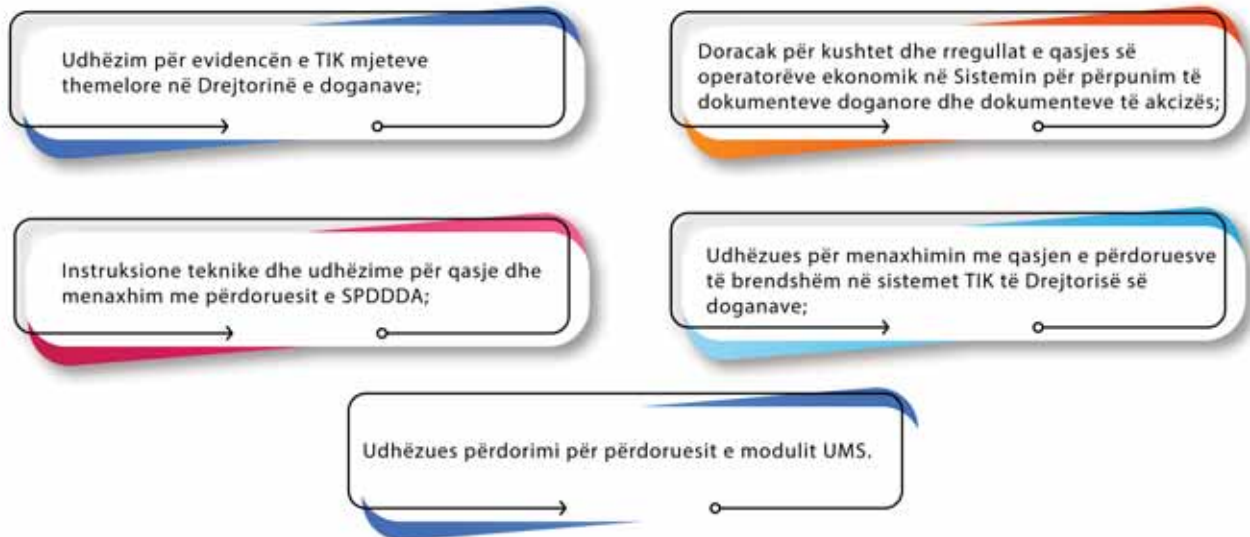 Udhëzim për evidencën e TIK mjeteve
themelore në Drejtorinë e doganave;
Doracak për kushtet dhe rregullat e qasjes së
operatorëve ekonomik në Sistemin për përpunim të
dokumenteve doganore dhe dokumenteve të akcizës;
Instruksione teknike dhe udhëzime për qasje dhe
menaxhim me përdoruesit e SPDDDA;
Udhëzues për menaxhimin me qasjen e përdoruesve
të brendshëm në sistemet TIK të Drejtorisë së
doganave;
Udhëzues përdorimi për përdoruesit e modulit UMS.